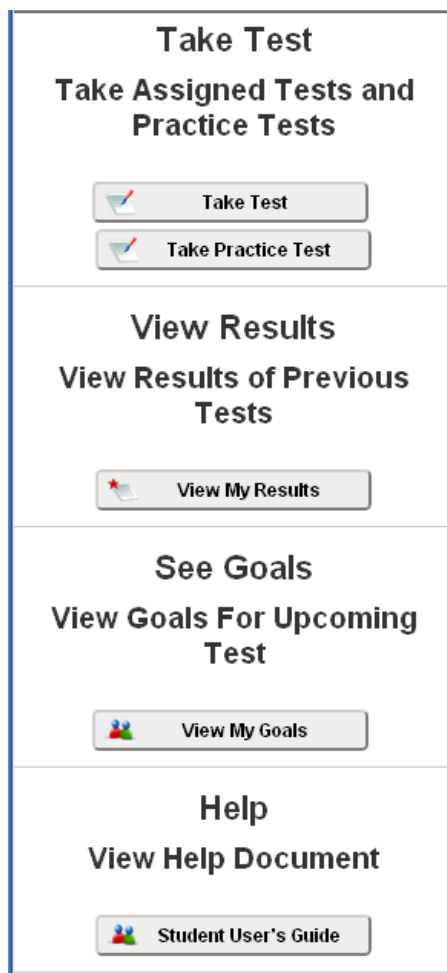 Take Test
Take Assigned Tests and
Practice Tests
Take Test
Take Practice Test
View Results
View Results of Previous
Tests
View My Results
See Goals
View Goals For Upcoming
Test
View My Goals
Help
View Help Document
Student User's Guide